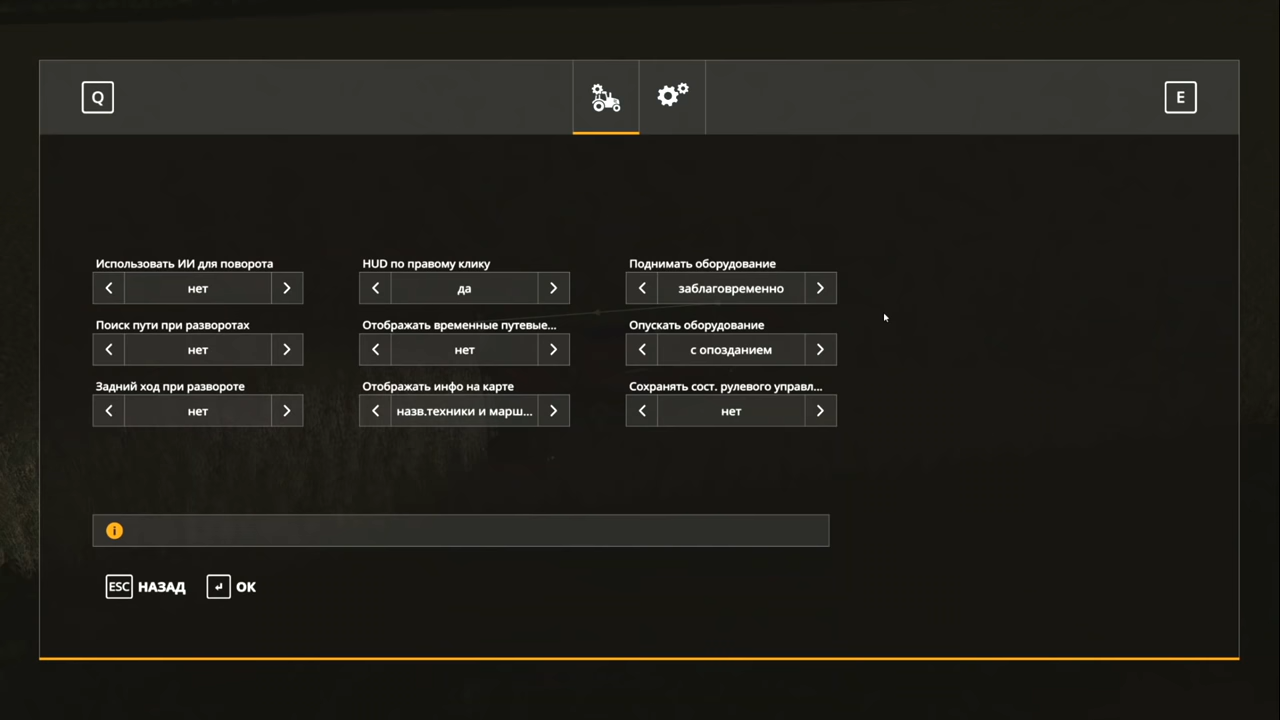 Q
E
Использовать ИИ для поворота
HUD по правому клику
Поднимать оборудование
нет
да
заблаговременно
Поиск пути при разворотах
Отображать временные путевые...
Опускать оборудование
нет
нет
с опозданием
Задний ход при развороте
Отображать инфо на карте
Сохранять сост. рулевого управл...
нет
назв.техники и марш...
нет
ESC НАЗАД
ОК